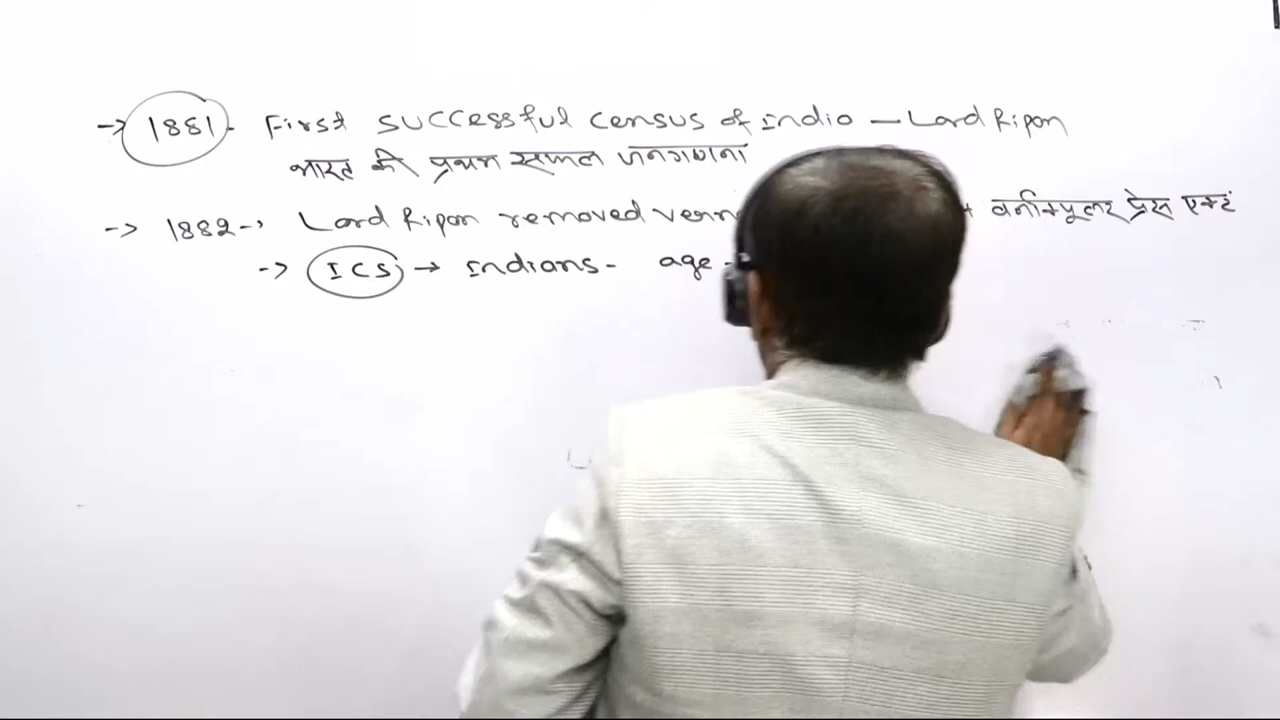 → 1881 - First successful census of India — Lord Ripon
भारत की प्रथम सफल जनगणना
→ 1882 → Lord Ripon removed वर्नाक्यूलर प्रेस एक्ट
→ ICS → Indians - age